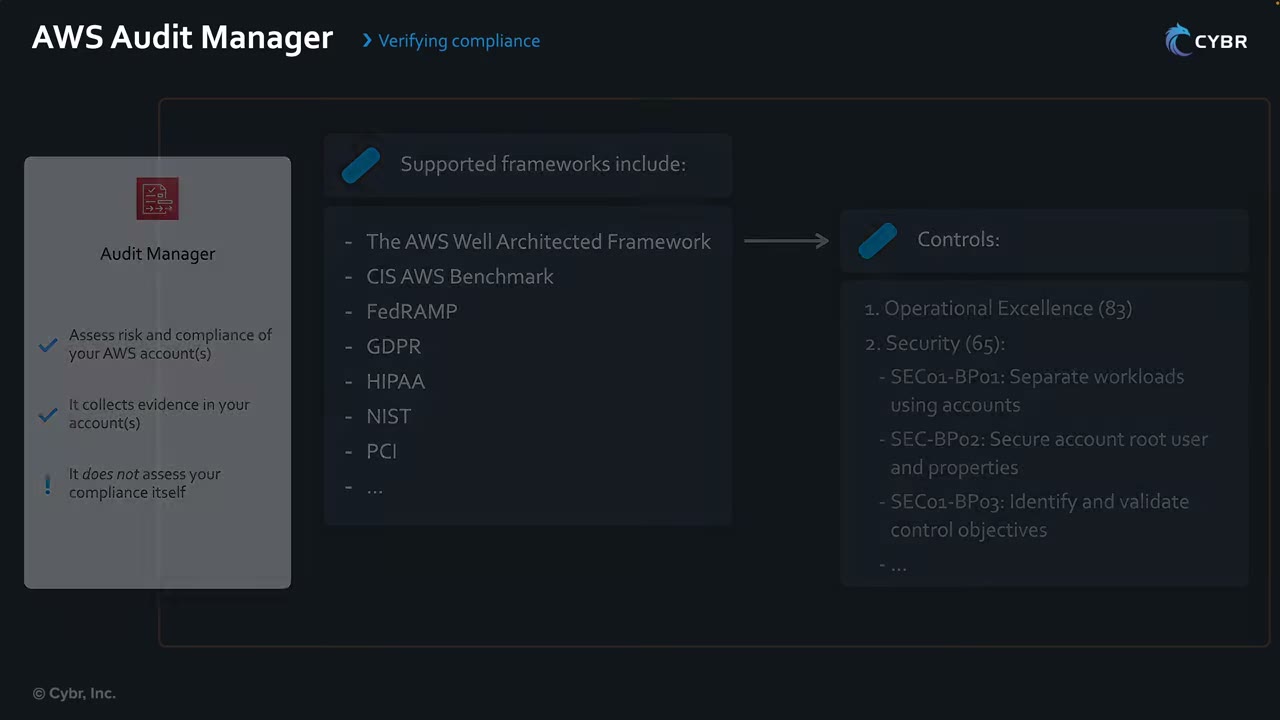 AWS Audit Manager
❯ Verifying compliance
CYBR
Audit Manager
Assess risk and compliance of
your AWS account(s)
It collects evidence in your
account(s)
It does not assess your
compliance itself
Supported frameworks include:
- The AWS Well Architected Framework
- CIS AWS Benchmark
- FedRAMP
- GDPR
- HIPAA
- NIST
- PCI
- ...
Controls:
1. Operational Excellence (83)
2. Security (65):
- SEC01-BP01: Separate workloads
using accounts
- SEC-BP02: Secure account root user
and properties
- SEC01-BP03: Identify and validate
control objectives
- ...
© Cybr, Inc.